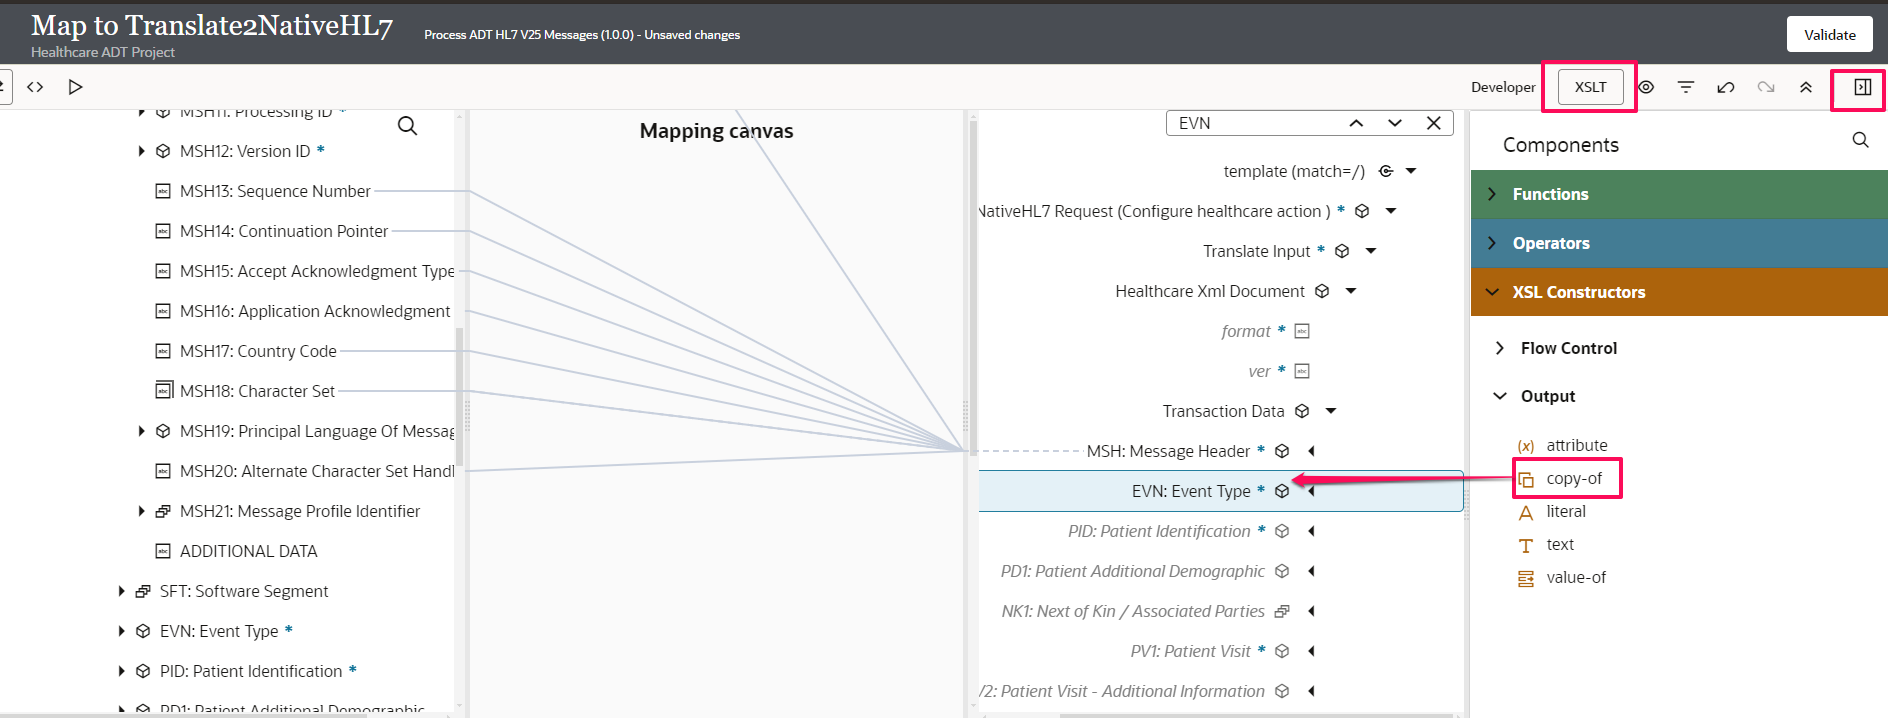 Map to Translate2NativeHL7
Process ADT HL7 V25 Messages (1.0.0) - Unsaved changes
Validate
Healthcare ADT Project
Developer
XSLT
MSH11: Processing ID *
MSH12: Version ID *
MSH13: Sequence Number
MSH14: Continuation Pointer
MSH15: Accept Acknowledgment Type
MSH16: Application Acknowledgment
MSH17: Country Code
MSH18: Character Set
MSH19: Principal Language Of Messag
MSH20: Alternate Character Set Handl
MSH21: Message Profile Identifier
ADDITIONAL DATA
SFT: Software Segment
EVN: Event Type *
PID: Patient Identification *
PD1: Patient Additional Demographic
Mapping canvas
EVN
template (match=/)
NativeHL7 Request (Configure healthcare action ) *
Translate Input *
Healthcare Xml Document
format *
ver *
Transaction Data
MSH: Message Header *
EVN: Event Type *
PID: Patient Identification *
PD1: Patient Additional Demographic
NK1: Next of Kin / Associated Parties
PV1: Patient Visit *
/2: Patient Visit - Additional Information
Components
Functions
Operators
XSL Constructors
Flow Control
Output
(x) attribute
copy-of
literal
text
value-of